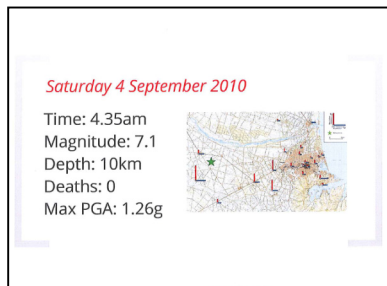 Saturday 4 September 2010
Time: 4.35am
Magnitude: 7.1
Depth: 10km
Deaths: 0
Max PGA: 1.26g